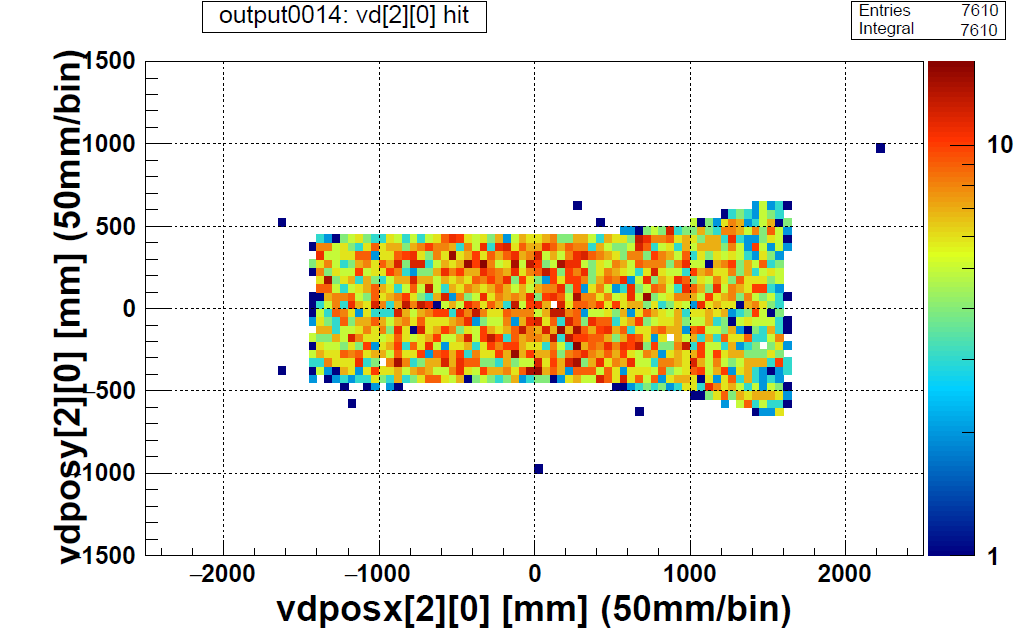 output0014: vd[2][0] hit
Entries 7610
Integral 7610
vdposy[2][0] [mm] (50mm/bin)
1500
1000
500
0
−500
−1000
−1500
10
1
−2000 −1000 0 1000 2000
vdposx[2][0] [mm] (50mm/bin)